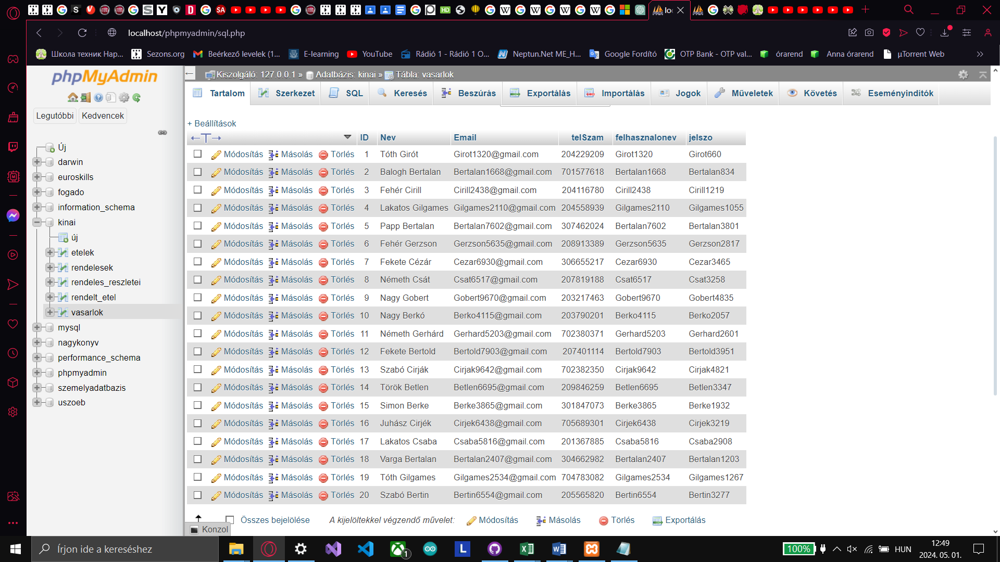 lo
localhost/phpmyadmin/sql.php
Школа техник Нар...
Sezons.org
Beérkező levelek (1...
E-learning
YouTube
Rádió 1 - Rádió 1 O...
Neptun.Net ME_H...
Google Fordító
OTP Bank - OTP val...
órarend
Anna órarend
µTorrent Web
phpMyAdmin
Legutóbbi
Kedvencek
Új
darwin
euroskills
fogado
information_schema
kinai
új
etelek
rendelesek
rendeles_reszletei
rendelt_etel
vasarlok
mysql
nagykonyv
performance_schema
phpmyadmin
szemelyadatbazis
uszoeb
Kiszolgáló: 127.0.0.1 » Adatbázis: kinai » Tábla: vasarlok
Tartalom Szerkezet SQL Keresés Beszúrás Exportálás Importálás Jogok Műveletek Követés Eseményindítók
+ Beállítások
←T→ ID Nev Email telSzam felhasznalonev jelszo
Módosítás Másolás Törlés 1 Tóth Girót Girot1320@gmail.com 204229209 Girot1320 Girot660
Módosítás Másolás Törlés 2 Balogh Bertalan Bertalan1668@gmail.com 701577618 Bertalan1668 Bertalan834
Módosítás Másolás Törlés 3 Fehér Cirill Cirill2438@gmail.com 204116780 Cirill2438 Cirill1219
Módosítás Másolás Törlés 4 Lakatos Gilgames Gilgames2110@gmail.com 204558939 Gilgames2110 Gilgames1055
Módosítás Másolás Törlés 5 Papp Bertalan Bertalan7602@gmail.com 307462024 Bertalan7602 Bertalan3801
Módosítás Másolás Törlés 6 Fehér Gerzson Gerzson5635@gmail.com 208913389 Gerzson5635 Gerzson2817
Módosítás Másolás Törlés 7 Fekete Cézár Cezar6930@gmail.com 306655217 Cezar6930 Cezar3465
Módosítás Másolás Törlés 8 Németh Csát Csat6517@gmail.com 207819188 Csat6517 Csat3258
Módosítás Másolás Törlés 9 Nagy Gobert Gobert9670@gmail.com 203217463 Gobert9670 Gobert4835
Módosítás Másolás Törlés 10 Nagy Berkó Berko4115@gmail.com 203790201 Berko4115 Berko2057
Módosítás Másolás Törlés 11 Németh Gerhárd Gerhard5203@gmail.com 702380371 Gerhard5203 Gerhard2601
Módosítás Másolás Törlés 12 Fekete Bertold Bertold7903@gmail.com 207401114 Bertold7903 Bertold3951
Módosítás Másolás Törlés 13 Szabó Cirják Cirjak9642@gmail.com 702382350 Cirjak9642 Cirjak4821
Módosítás Másolás Törlés 14 Török Betlen Betlen6695@gmail.com 209846259 Betlen6695 Betlen3347
Módosítás Másolás Törlés 15 Simon Berke Berke3865@gmail.com 301847073 Berke3865 Berke1932
Módosítás Másolás Törlés 16 Juhász Cirjék Cirjek6438@gmail.com 705689301 Cirjek6438 Cirjek3219
Módosítás Másolás Törlés 17 Lakatos Csaba Csaba5816@gmail.com 201367885 Csaba5816 Csaba2908
Módosítás Másolás Törlés 18 Varga Bertalan Bertalan2407@gmail.com 304662982 Bertalan2407 Bertalan1203
Módosítás Másolás Törlés 19 Tóth Gilgames Gilgames2534@gmail.com 704783082 Gilgames2534 Gilgames1267
Módosítás Másolás Törlés 20 Szabó Bertin Bertin6554@gmail.com 205565820 Bertin6554 Bertin3277
Összes bejelölése A kijelöltekkel végzendő művelet: Módosítás Másolás Törlés Exportálás
Konzol
Írjon ide a kereséshez
1
100%
HUN
12:49
2024. 05. 01.